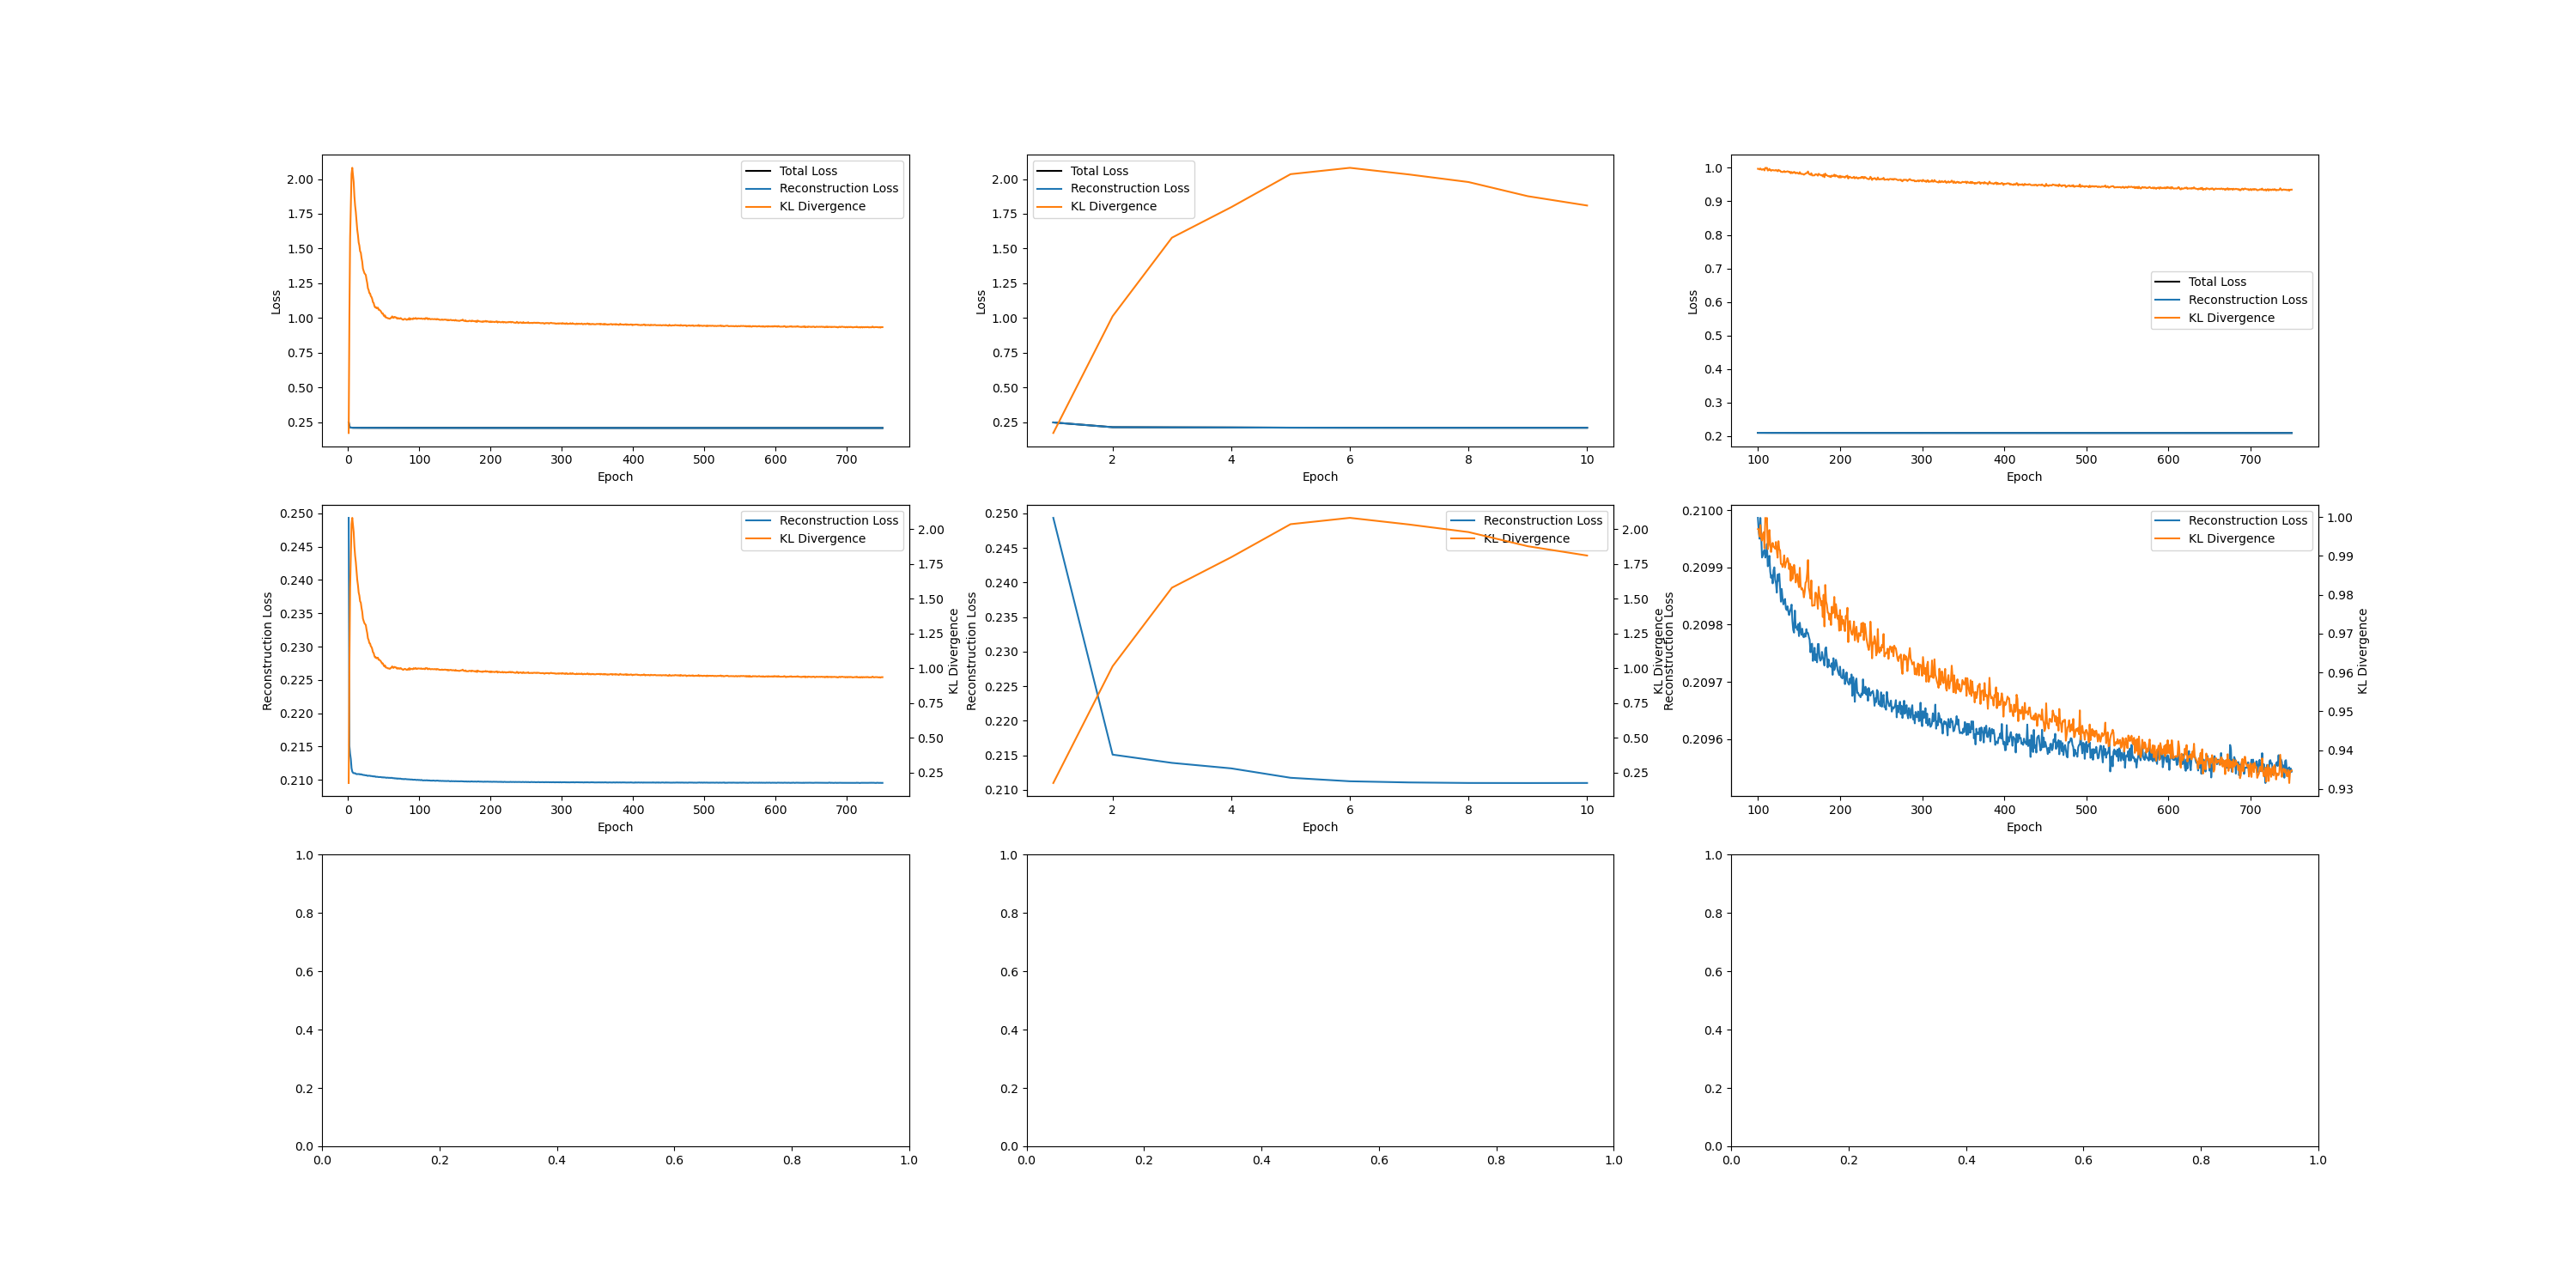 Total Loss
Reconstruction Loss
KL Divergence
2.00
1.75
1.50
1.25
1.00
0.75
0.50
0.25
Loss
0 100 200 300 400 500 600 700
Epoch
Total Loss
Reconstruction Loss
KL Divergence
2.00
1.75
1.50
1.25
1.00
0.75
0.50
0.25
Loss
2 4 6 8 10
Epoch
Total Loss
Reconstruction Loss
KL Divergence
1.0
0.9
0.8
0.7
0.6
0.5
0.4
0.3
0.2
Loss
100 200 300 400 500 600 700
Epoch
Reconstruction Loss
KL Divergence
0.250
0.245
0.240
0.235
0.230
0.225
0.220
0.215
0.210
Reconstruction Loss
2.00
1.75
1.50
1.25
1.00
0.75
0.50
0.25
KL Divergence
0 100 200 300 400 500 600 700
Epoch
Reconstruction Loss
KL Divergence
0.250
0.245
0.240
0.235
0.230
0.225
0.220
0.215
0.210
Reconstruction Loss
2.00
1.75
1.50
1.25
1.00
0.75
0.50
0.25
KL Divergence
2 4 6 8 10
Epoch
Reconstruction Loss
KL Divergence
0.2100
0.2099
0.2098
0.2097
0.2096
Reconstruction Loss
1.00
0.99
0.98
0.97
0.96
0.95
0.94
0.93
KL Divergence
100 200 300 400 500 600 700
Epoch
1.0
0.8
0.6
0.4
0.2
0.0
0.0 0.2 0.4 0.6 0.8 1.0
1.0
0.8
0.6
0.4
0.2
0.0
0.0 0.2 0.4 0.6 0.8 1.0
1.0
0.8
0.6
0.4
0.2
0.0
0.0 0.2 0.4 0.6 0.8 1.0